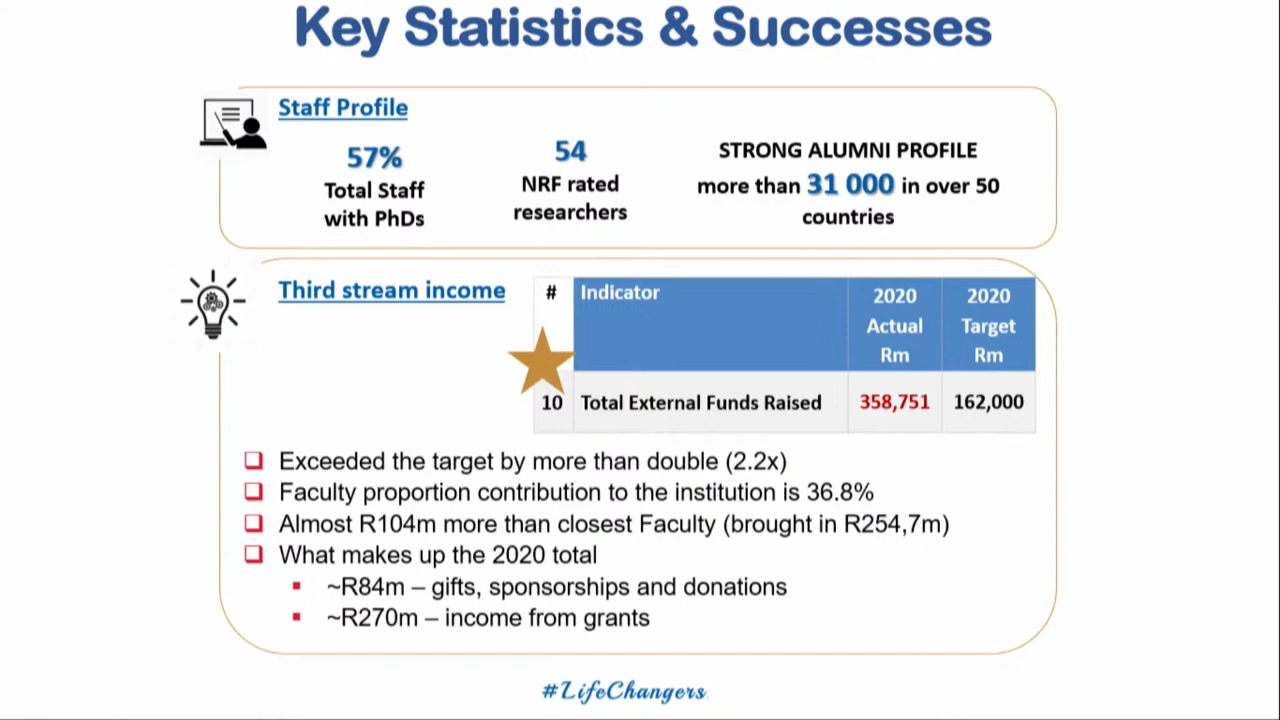 Key Statistics & Successes
Staff Profile
57%
Total Staff
with PhDs
54
NRF rated
researchers
STRONG ALUMNI PROFILE
more than 31 000 in over 50
countries
Third stream income
# Indicator 2020 Actual Rm 2020 Target Rm
10 Total External Funds Raised 358,751 162,000
Exceeded the target by more than double (2.2x)
Faculty proportion contribution to the institution is 36.8%
Almost R104m more than closest Faculty (brought in R254,7m)
What makes up the 2020 total
~R84m – gifts, sponsorships and donations
~R270m – income from grants
#LifeChangers